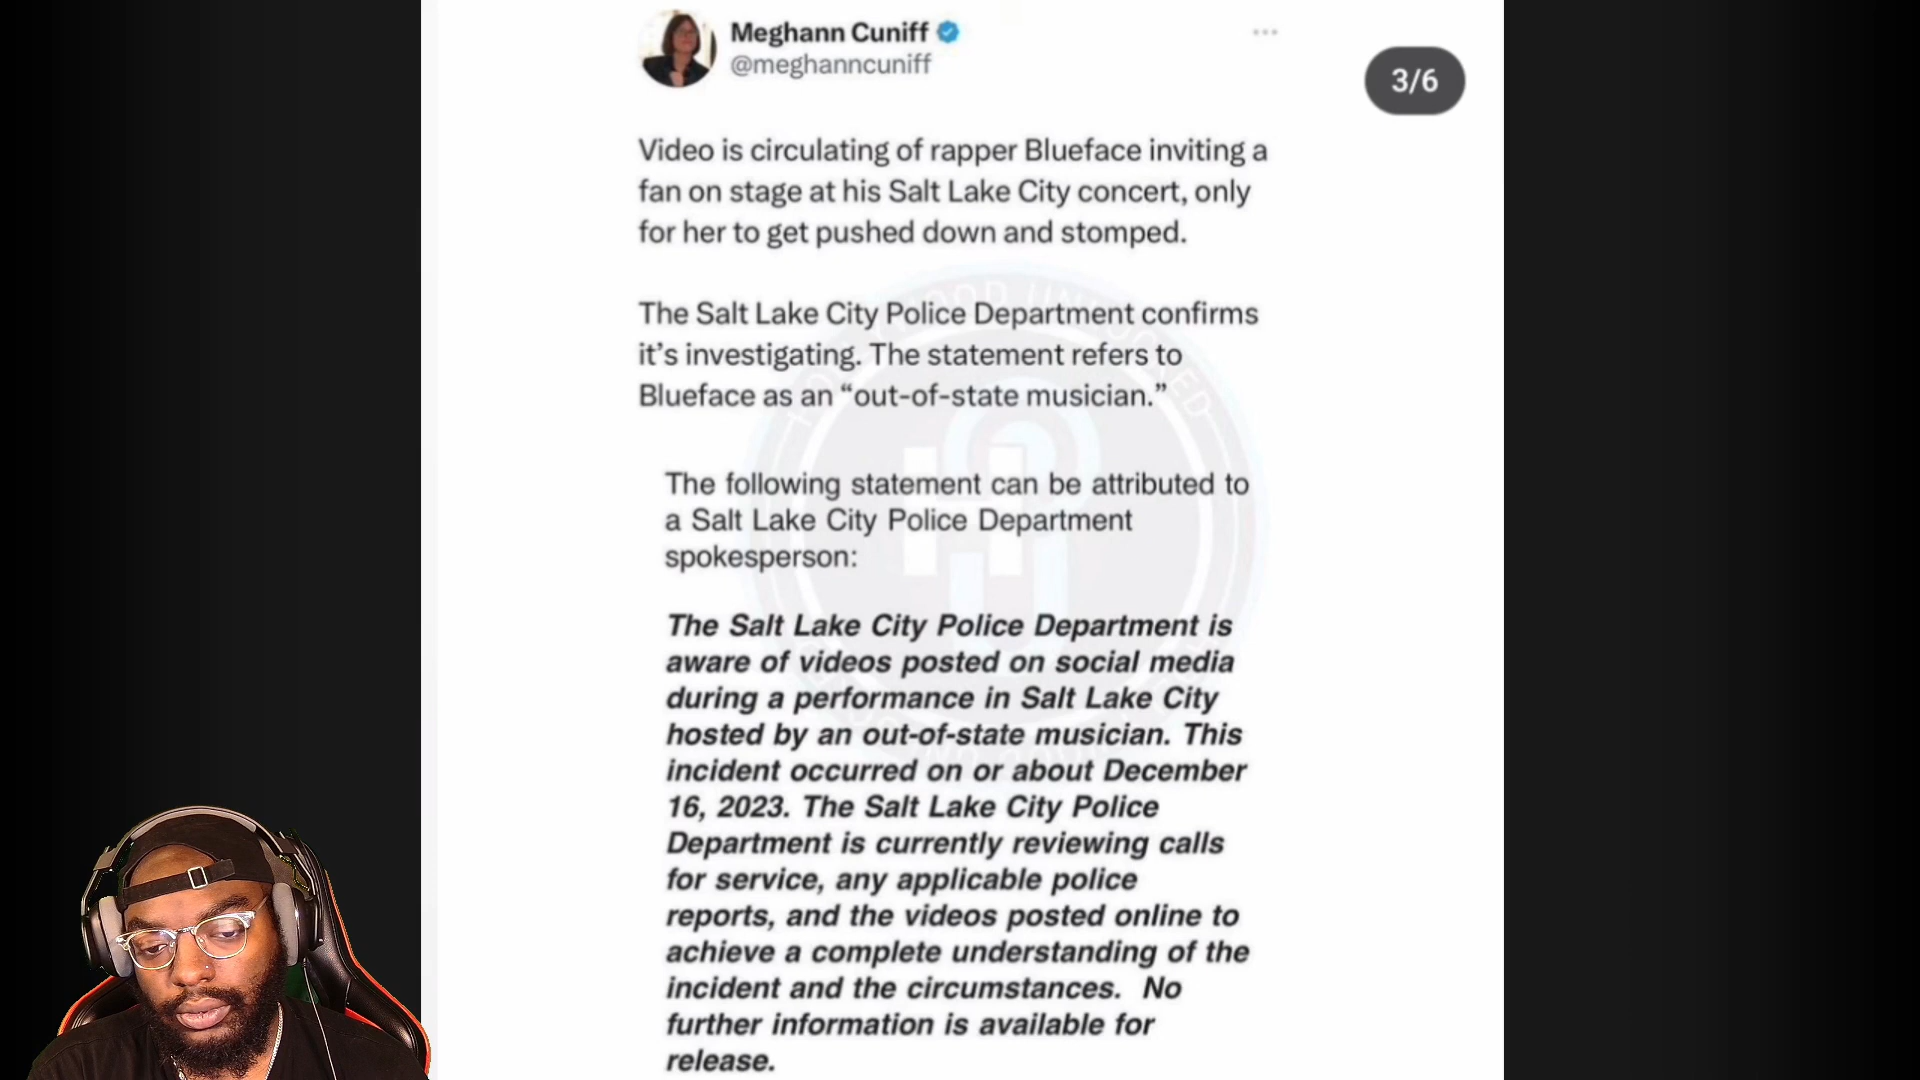 Meghann Cuniff
@meghanncuniff
3/6
Video is circulating of rapper Blueface inviting a
fan on stage at his Salt Lake City concert, only
for her to get pushed down and stomped.
The Salt Lake City Police Department confirms
it’s investigating. The statement refers to
Blueface as an “out-of-state musician.”
The following statement can be attributed to
a Salt Lake City Police Department
spokesperson:
The Salt Lake City Police Department is
aware of videos posted on social media
during a performance in Salt Lake City
hosted by an out-of-state musician. This
incident occurred on or about December
16, 2023. The Salt Lake City Police
Department is currently reviewing calls
for service, any applicable police
reports, and the videos posted online to
achieve a complete understanding of the
incident and the circumstances. No
further information is available for
release.